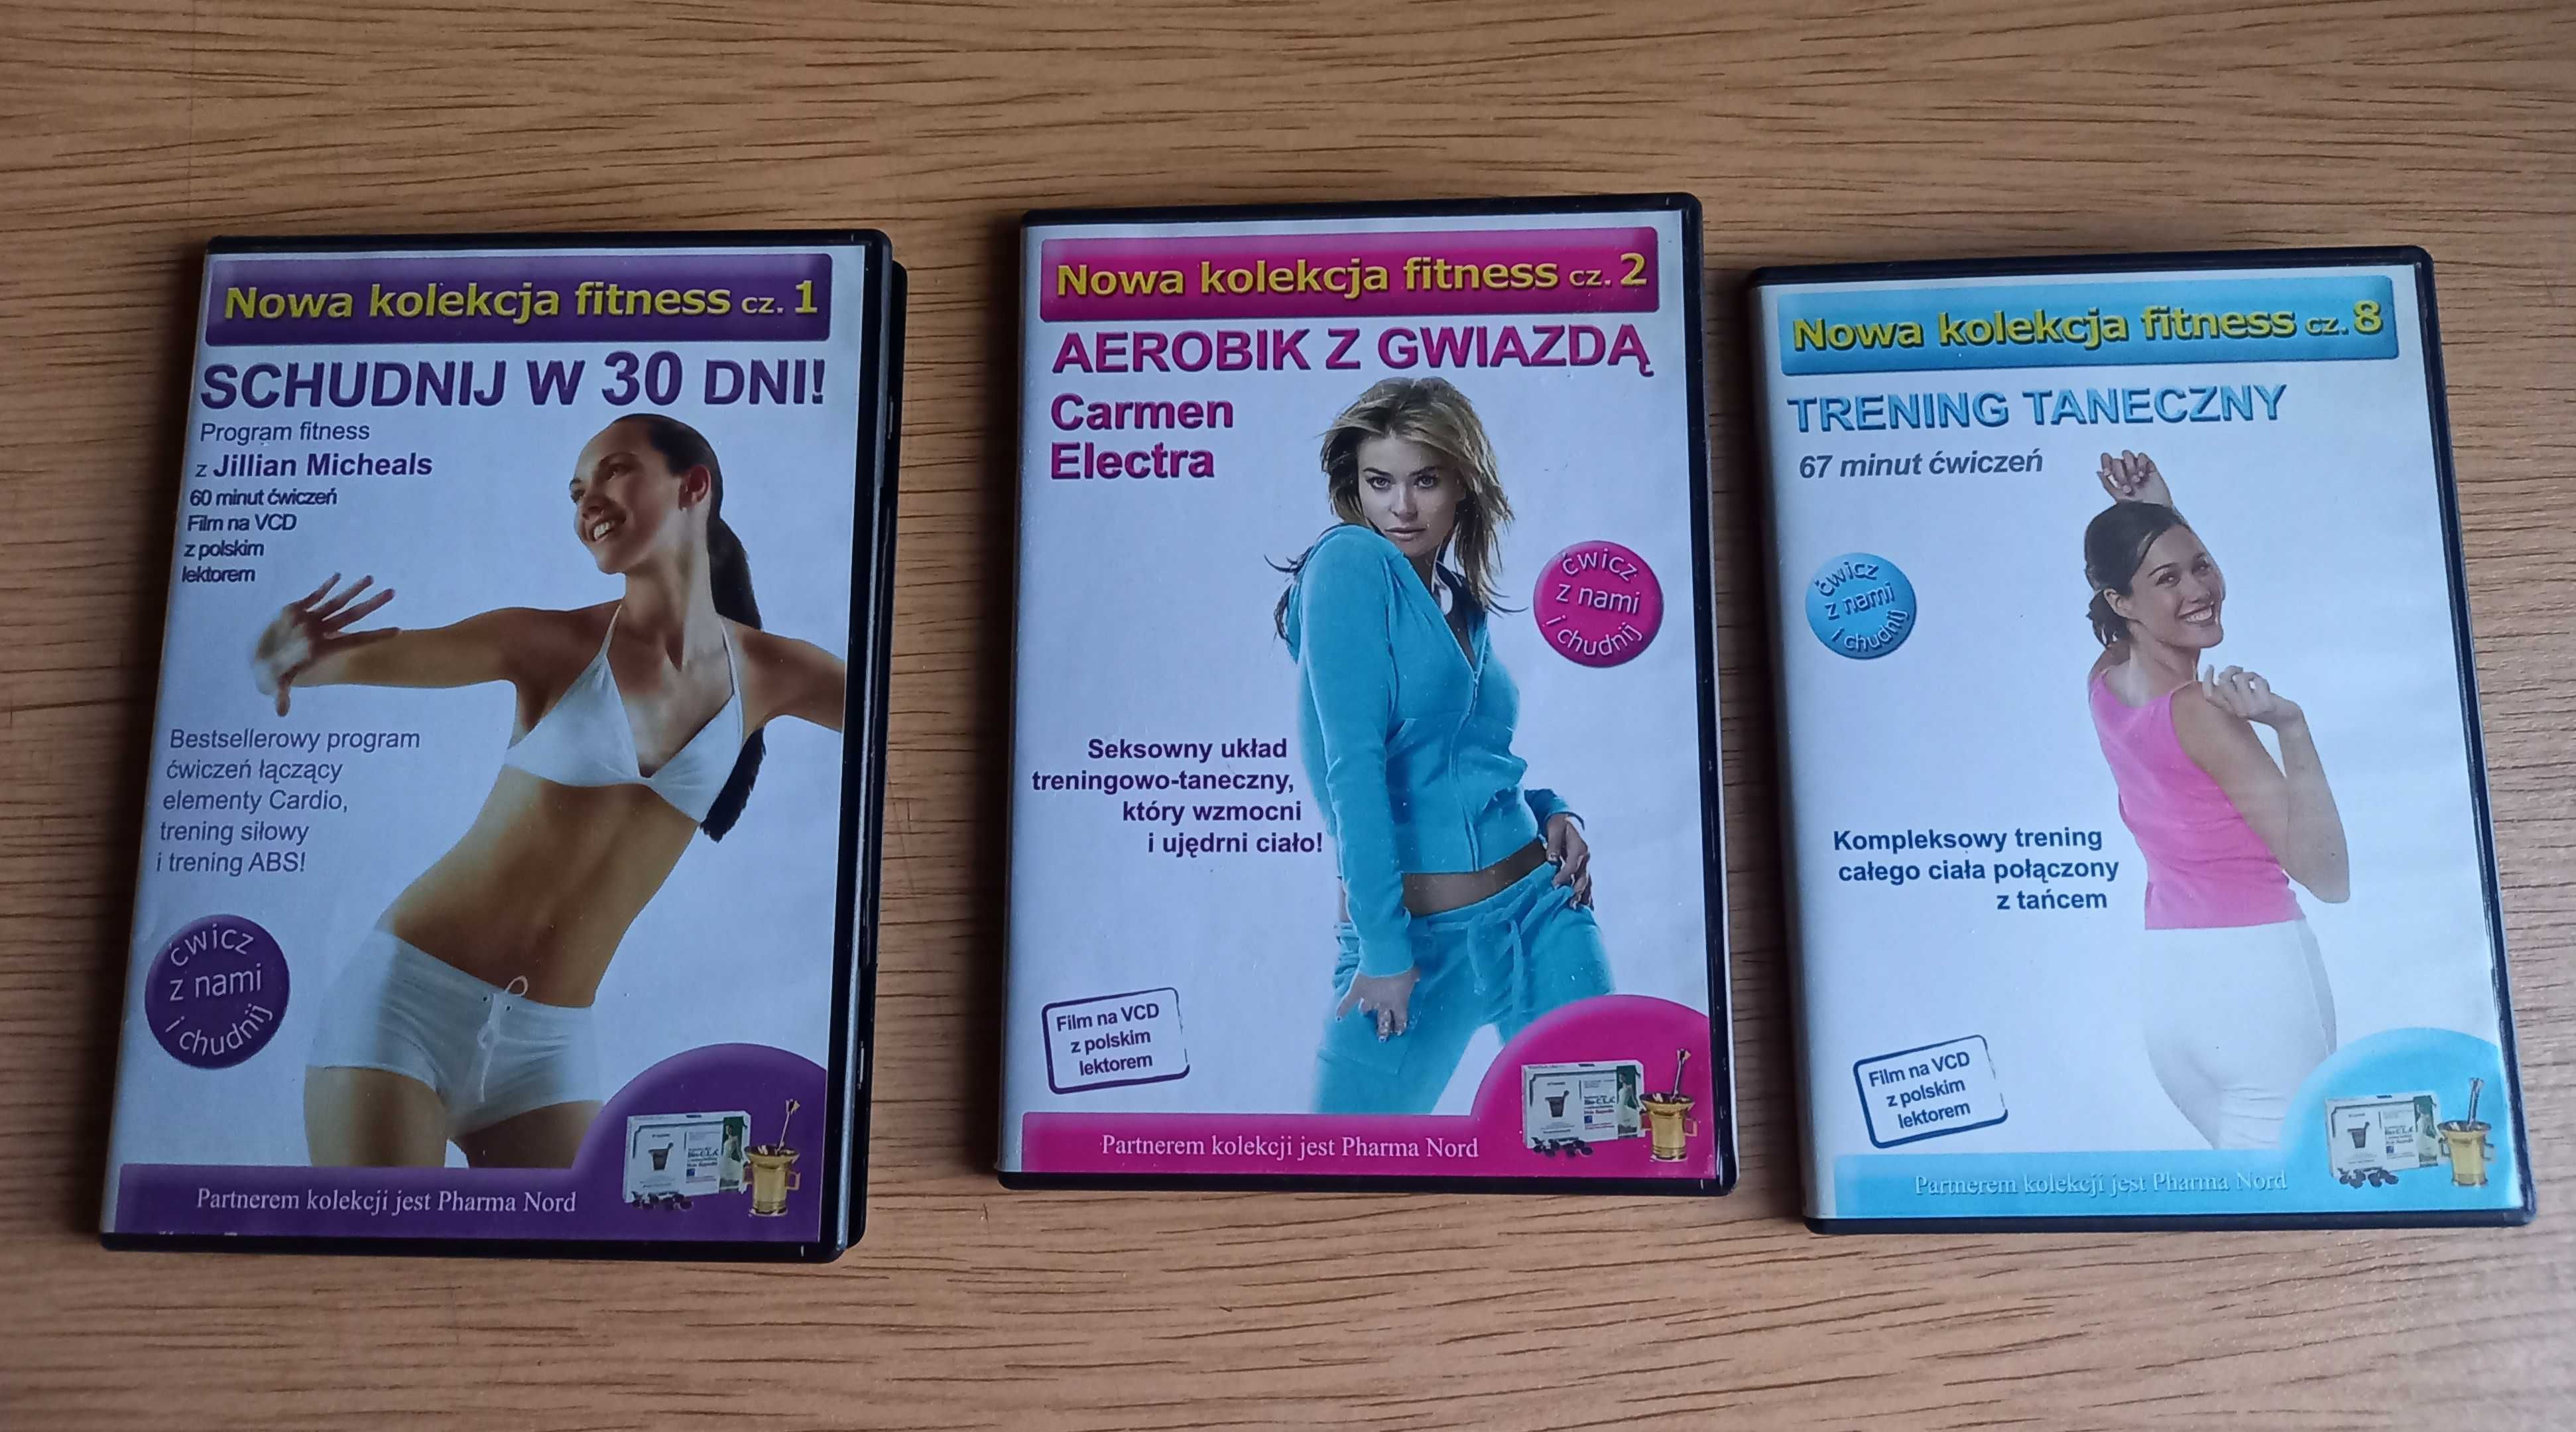 Nowa kolekcja fitness cz. 1
SCHUDNIJ W 30 DNI!
Program fitness
z Jillian Micheals
60 minut ćwiczeń
Film na VCD
z polskim
lektorem
Bestsellerowy program
ćwiczeń łączący
elementy Cardio,
trening siłowy
i trening ABS!
ćwicz
z nami
i chudnij
Partnerem kolekcji jest Pharma Nord
Nowa kolekcja fitness cz. 2
AEROBIK Z GWIAZDĄ
Carmen
Electra
ćwicz
z nami
i chudnij
Seksowny układ
treningowo-taneczny,
który wzmocni
i ujędrni ciało!
Film na VCD
z polskim
lektorem
Partnerem kolekcji jest Pharma Nord
Nowa kolekcja fitness cz. 8
TRENING TANECZNY
67 minut ćwiczeń
ćwicz
z nami
i chudnij
Kompleksowy trening
całego ciała połączony
z tańcem
Film na VCD
z polskim
lektorem
Partnerem kolekcji jest Pharma Nord